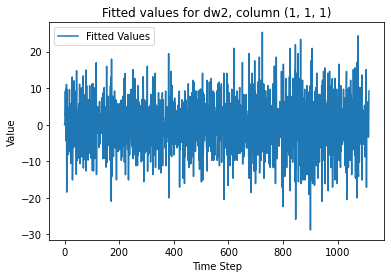 Fitted values for dw2, column (1, 1, 1)
Fitted Values
Value
20
10
0
−10
−20
−30
0 200 400 600 800 1000
Time Step